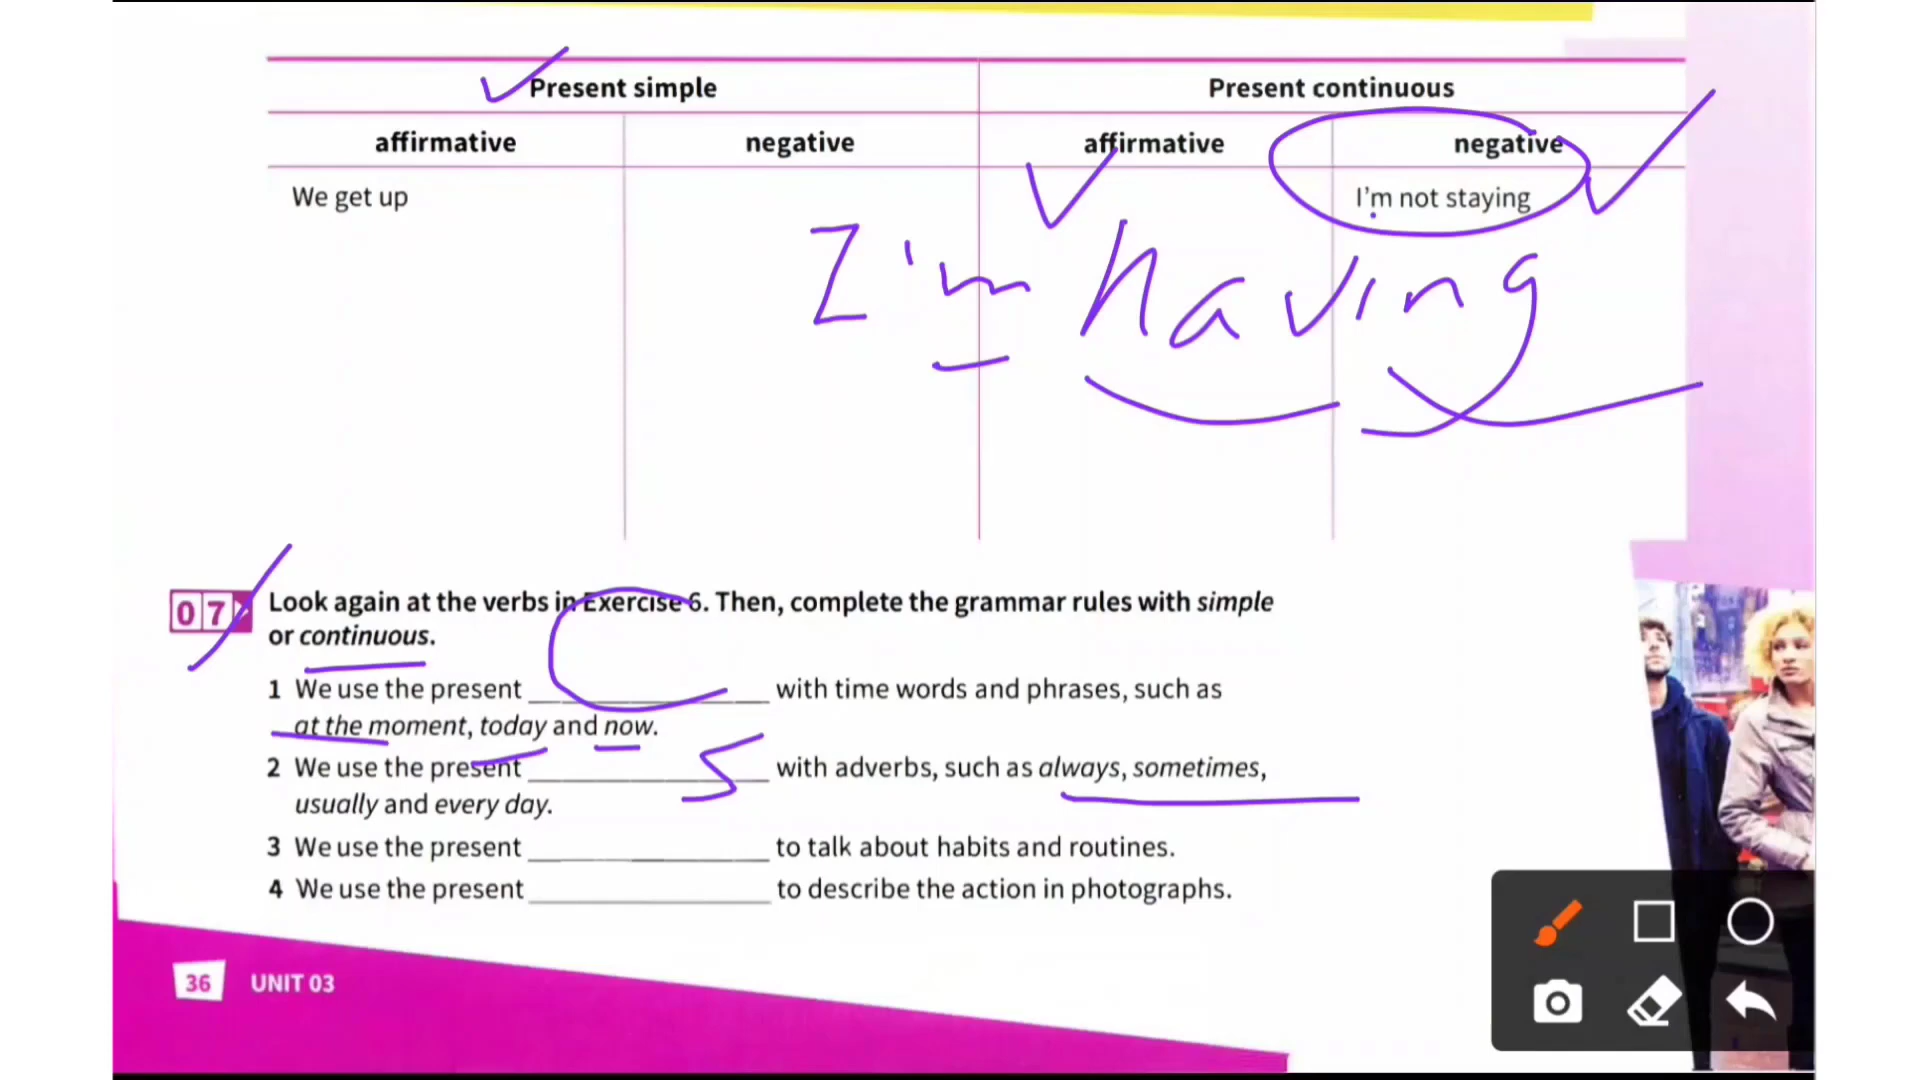 Present simple Present continuous
affirmative negative affirmative negative
We get up I'm not staying
I'm having
07 Look again at the verbs in Exercise 6. Then, complete the grammar rules with simple
or continuous.
C
1 We use the present ____ with time words and phrases, such as
at the moment, today and now.
S
2 We use the present ____ with adverbs, such as always, sometimes,
usually and every day.
3 We use the present ____ to talk about habits and routines.
4 We use the present ____ to describe the action in photographs.
36 UNIT 03